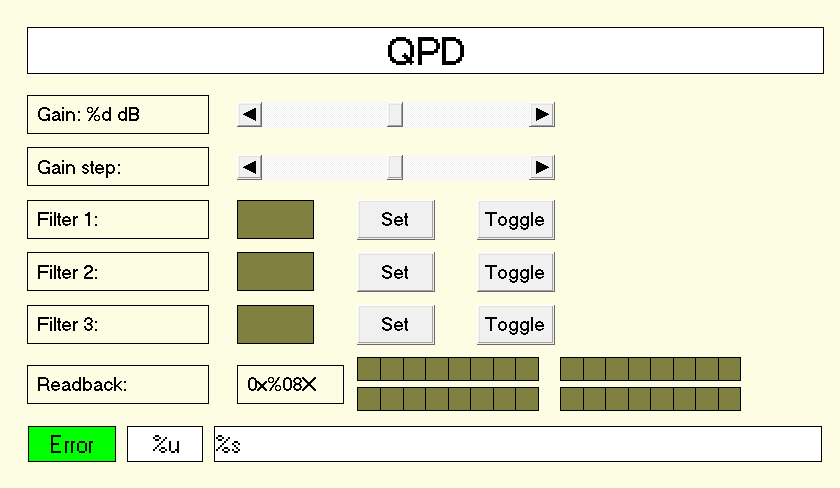 QPD
Gain: %d dB
Gain step:
Filter 1: Set Toggle
Filter 2: Set Toggle
Filter 3: Set Toggle
Readback: 0x%08X
Error %u %s